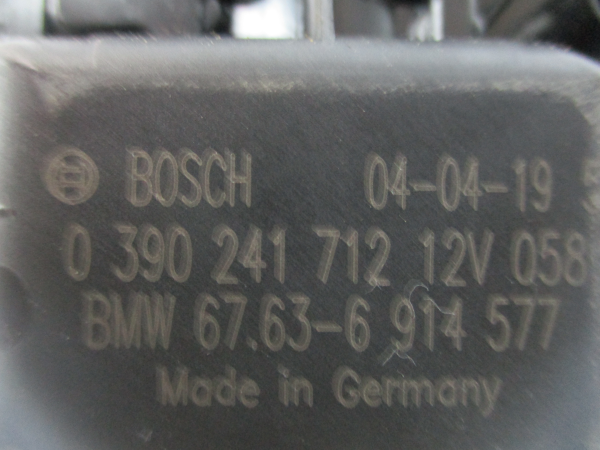 BOSCH 04-04-19 5
0 390 241 712 12V 058
BMW 67.63-6 914 577
Made in Germany